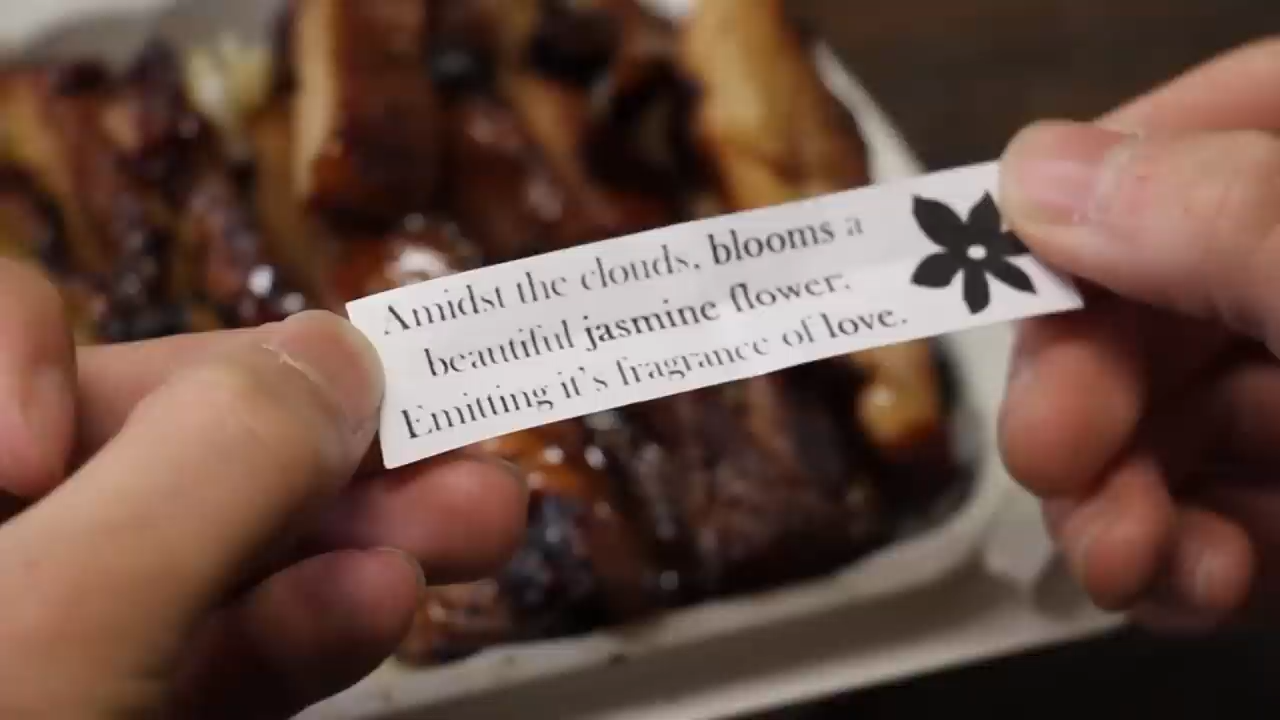 Amidst the clouds, blooms a
beautiful jasmine flower.
Emitting it's fragrance of love.